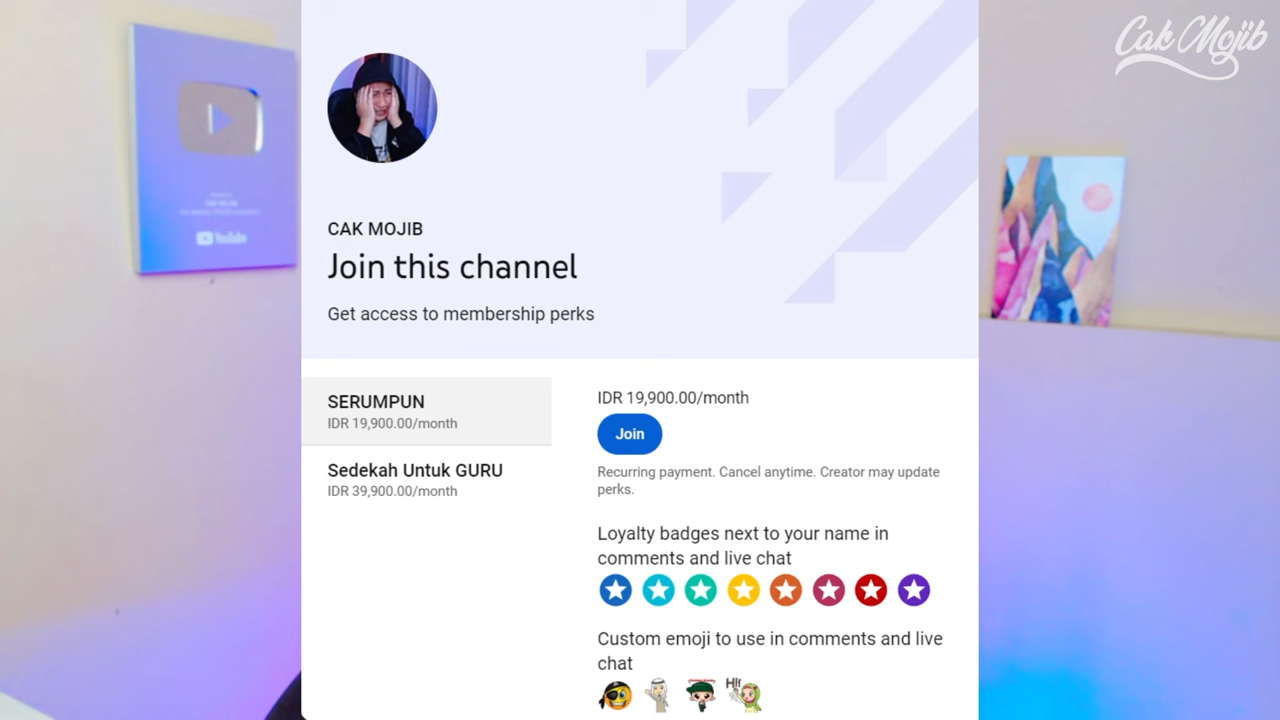 Cak Mojib
YouTube
CAK MOJIB
Join this channel
Get access to membership perks
SERUMPUN
IDR 19,900.00/month
Sedekah Untuk GURU
IDR 39,900.00/month
IDR 19,900.00/month
Join
Recurring payment. Cancel anytime. Creator may update
perks.
Loyalty badges next to your name in
comments and live chat
Custom emoji to use in comments and live
chat
Hi!